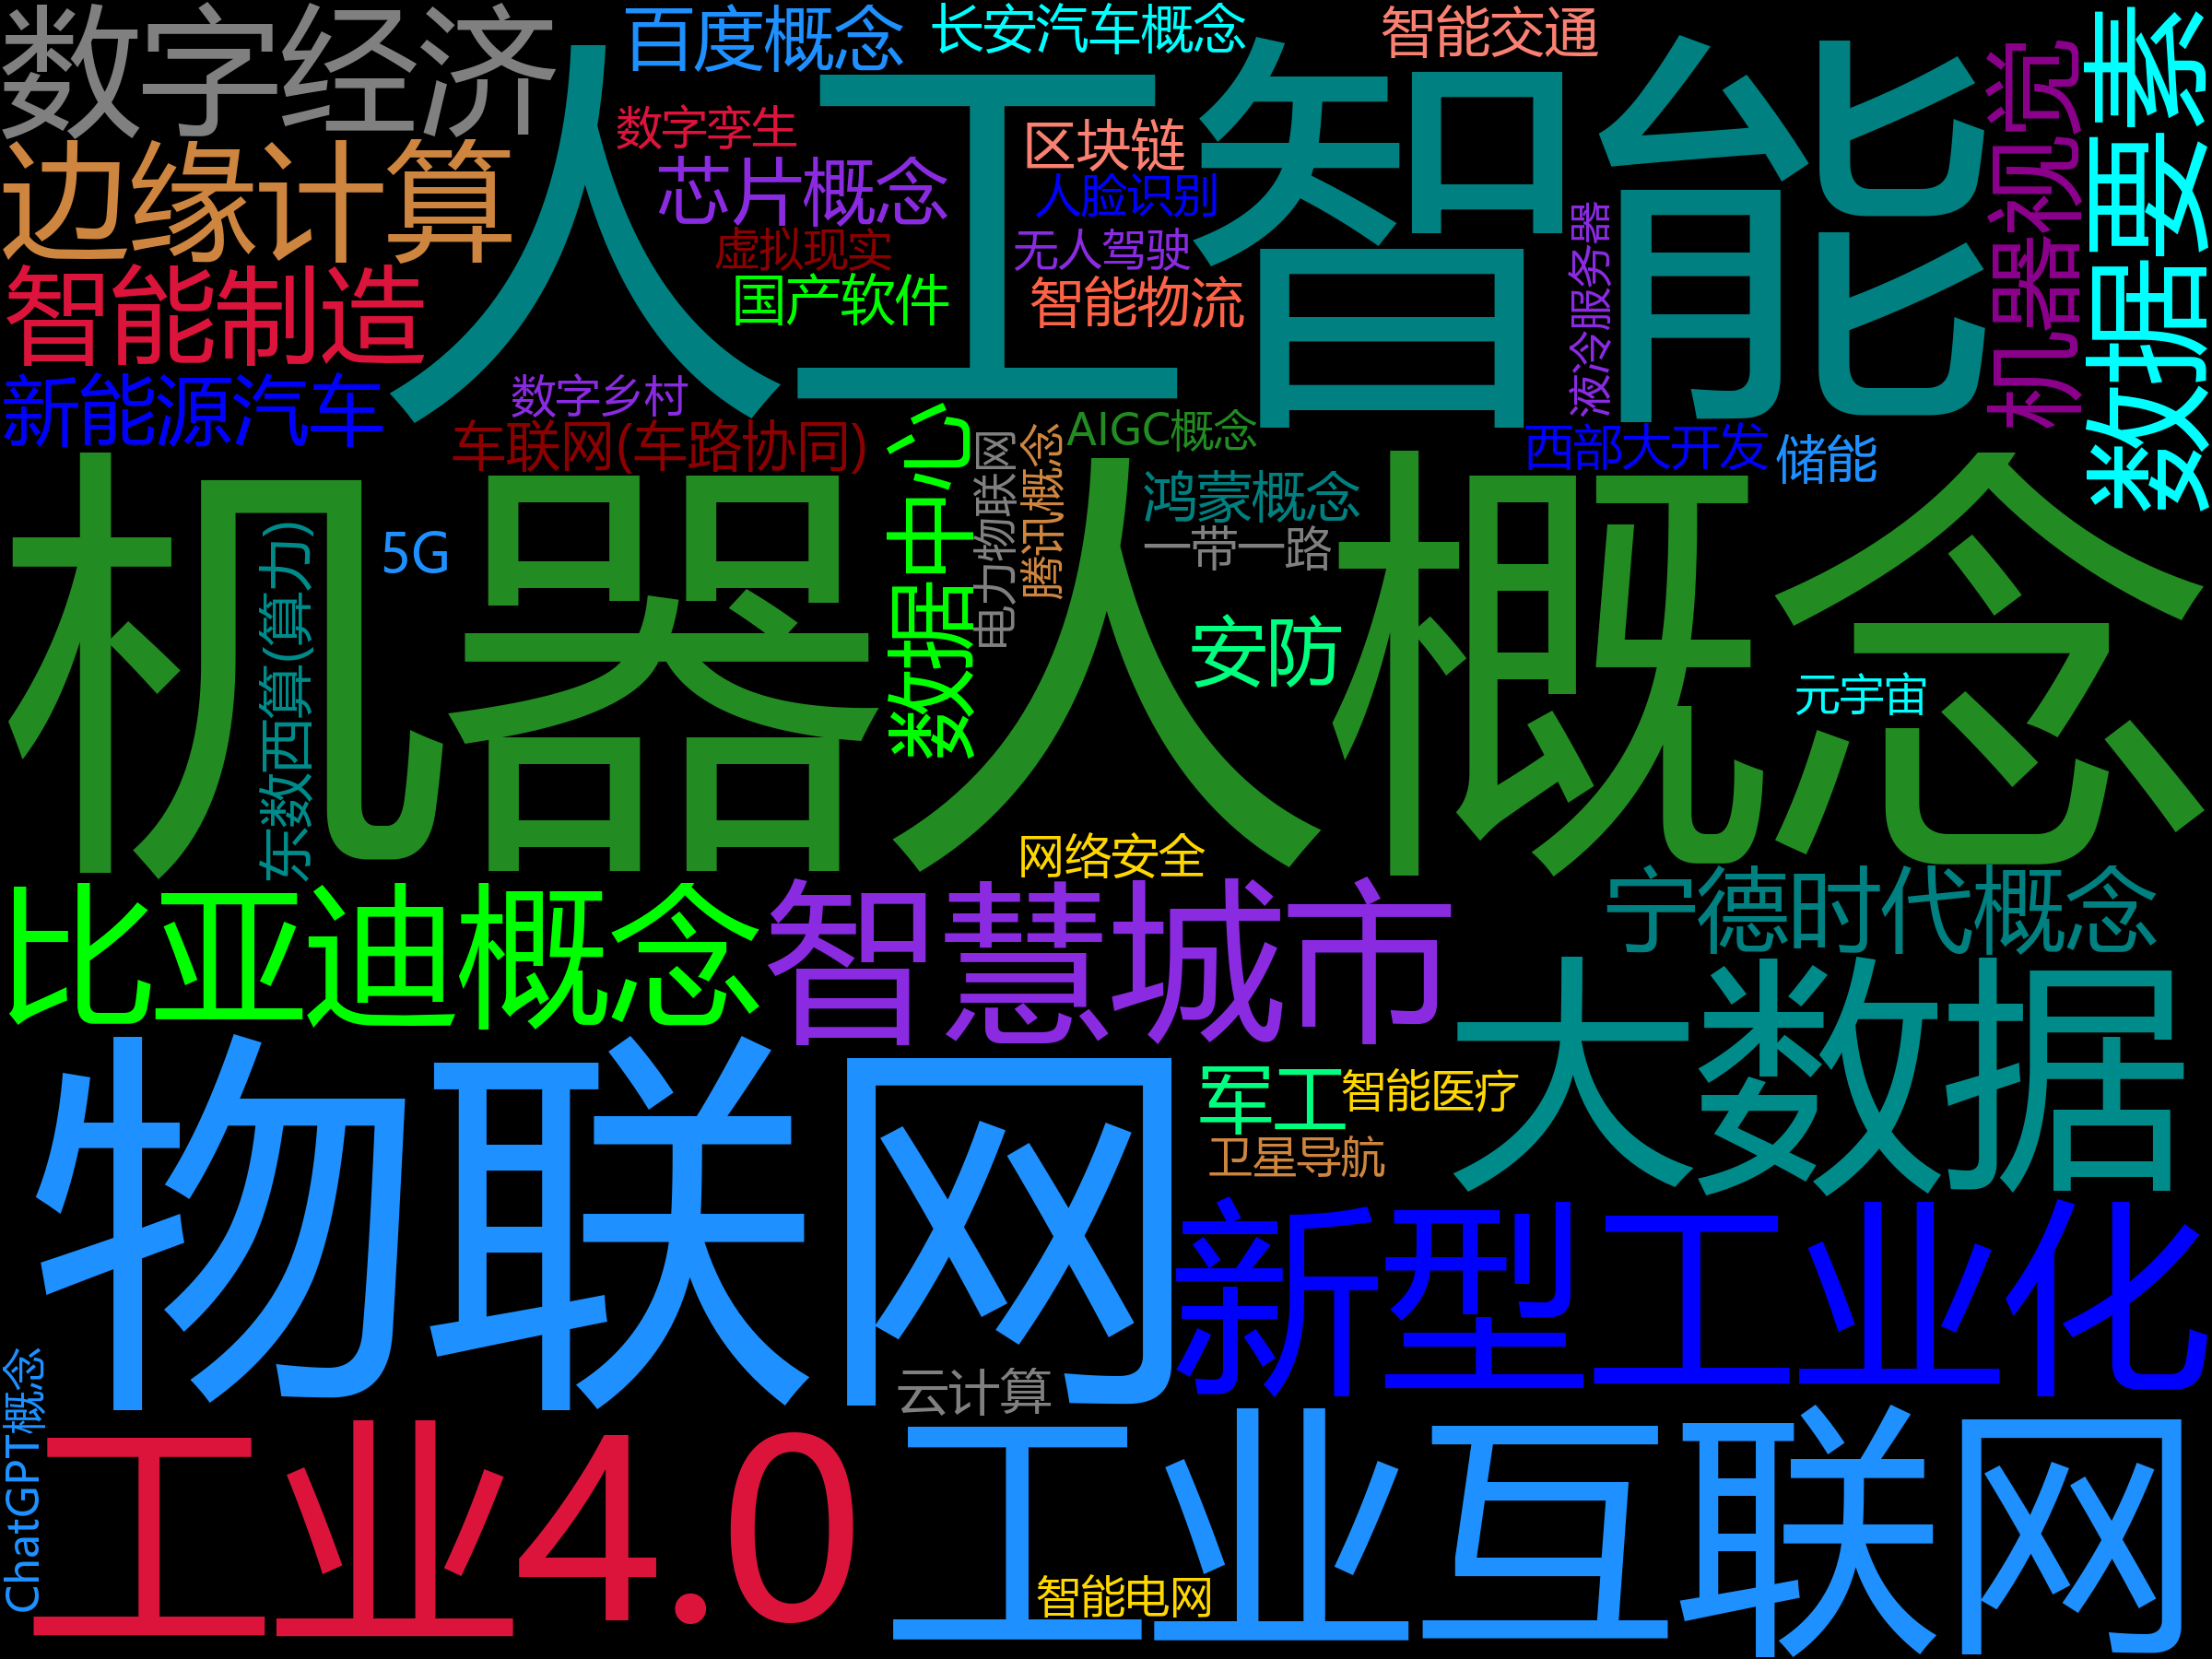 数字经济
百度概念
长安汽车概念
智能交通
人工智能
机器视觉
数据要素
数字孪生
区块链
边缘计算
芯片概念
人脸识别
虚拟现实
无人驾驶
液冷服务器
智能制造
国产软件
智能物流
新能源汽车
数字乡村
车联网(车路协同)
AIGC概念
西部大开发
储能
机器人概念
数据中心
电力物联网
腾讯概念
鸿蒙概念
一带一路
5G
东数西算(算力)
安防
元宇宙
网络安全
比亚迪概念
智慧城市
宁德时代概念
大数据
物联网
军工
智能医疗
卫星导航
新型工业化
ChatGPT概念
云计算
工业4.0
工业互联网
智能电网